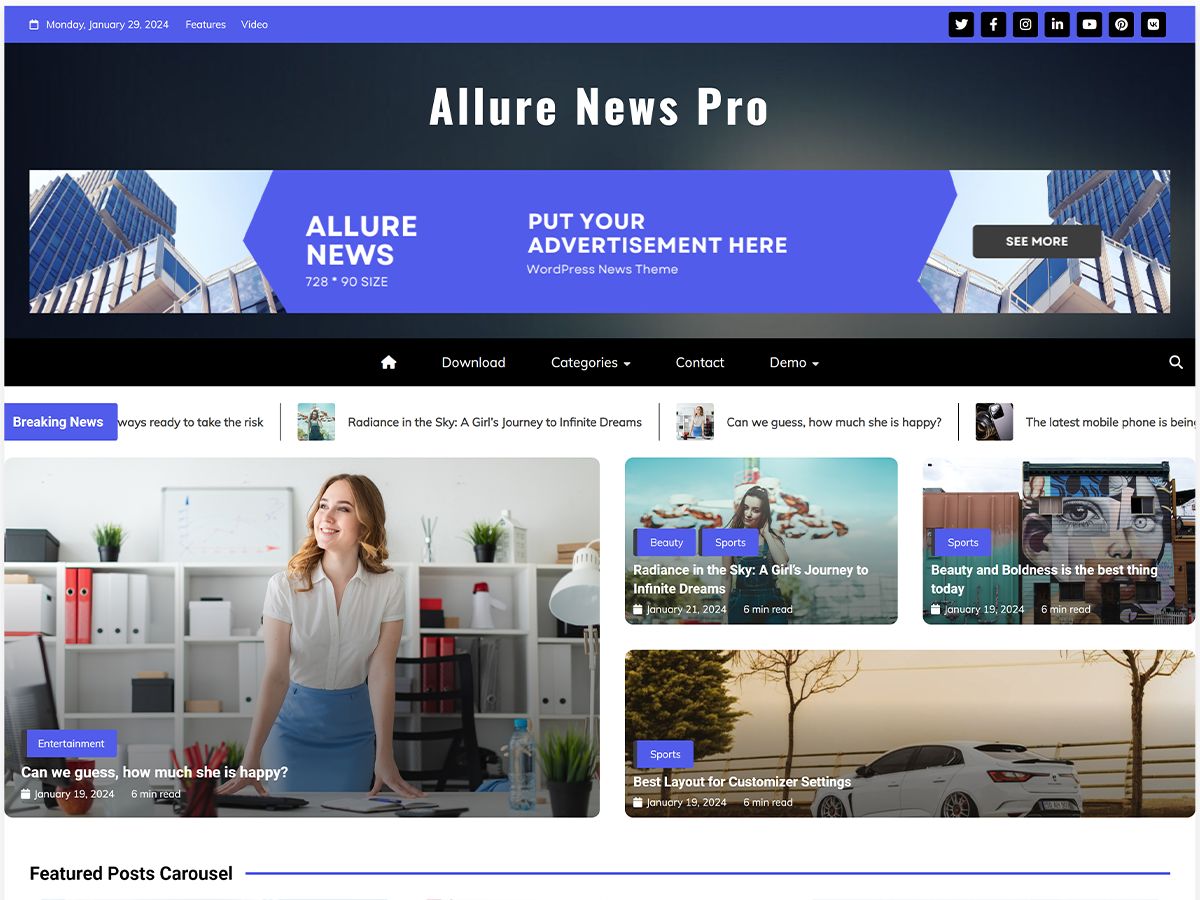 Monday, January 29, 2024 Features Video
Allure News Pro
ALLURE
NEWS
728 * 90 SIZE
PUT YOUR
ADVERTISEMENT HERE
WordPress News Theme
SEE MORE
Download Categories Contact Demo
Breaking News
ways ready to take the risk
Radiance in the Sky: A Girl's Journey to Infinite Dreams
Can we guess, how much she is happy?
The latest mobile phone is being
Entertainment
Can we guess, how much she is happy?
January 19, 2024 6 min read
Beauty Sports
Radiance in the Sky: A Girl's Journey to
Infinite Dreams
January 21, 2024 6 min read
Sports
Beauty and Boldness is the best thing
today
January 19, 2024 6 min read
Sports
Best Layout for Customizer Settings
January 19, 2024 6 min read
Featured Posts Carousel